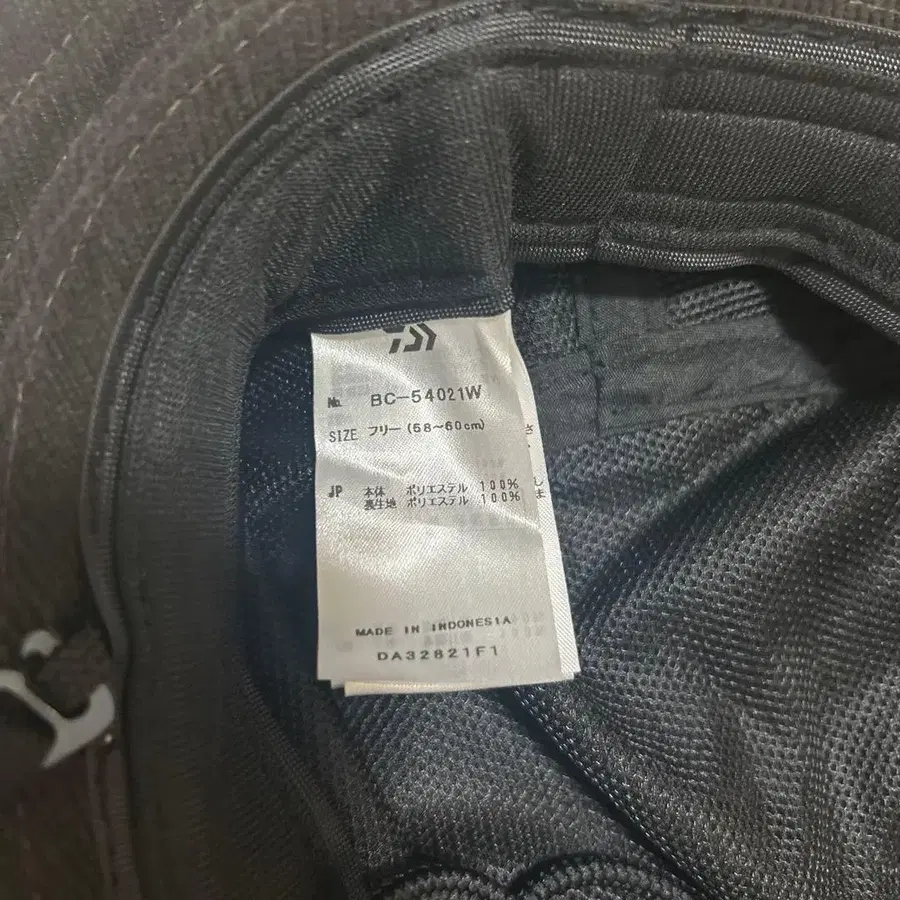 No. BC-54021W
SIZE フリー (58~60cm)
JP 本体 ポリエステル 100%
裏生地 ポリエステル 100%
MADE IN INDONESIA
DA32821F1